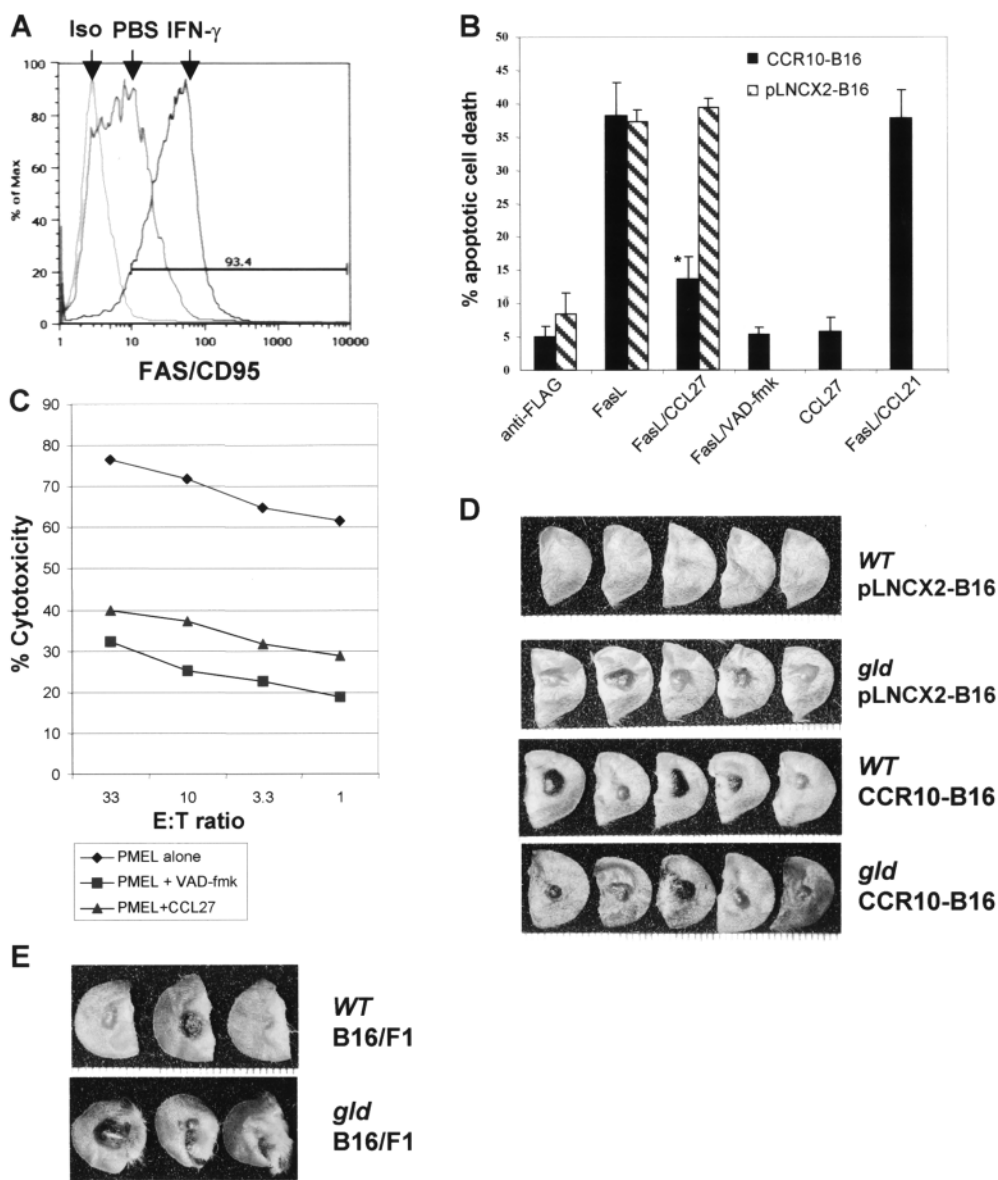 A
Iso PBS IFN-γ
% of Max
100
80
60
40
20
0
93.4
1 10 100 1000 10000
FAS/CD95
B
CCR10-B16
pLNCX2-B16
% apoptotic cell death
50
45
40
35
30
25
20
15
10
5
0
*
anti-FLAG
FasL
FasL/CCL27
FasL/VAD-fmk
CCL27
FasL/CCL21
C
% Cytotoxicity
90
80
70
60
50
40
30
20
10
0
33 10 3.3 1
E:T ratio
PMEL alone
PMEL + VAD-fmk
PMEL+CCL27
D
WT
pLNCX2-B16
gld
pLNCX2-B16
WT
CCR10-B16
gld
CCR10-B16
E
WT
B16/F1
gld
B16/F1